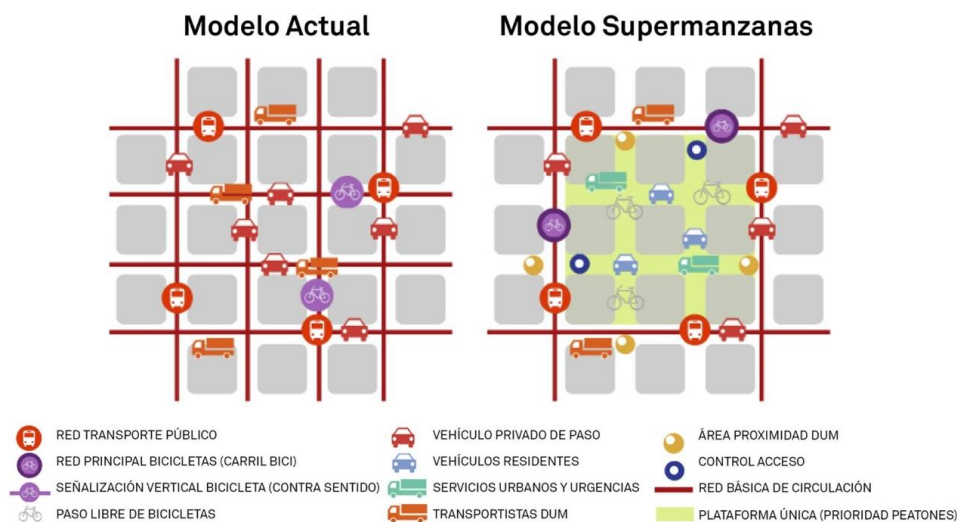 Modelo Actual
Modelo Supermanzanas
RED TRANSPORTE PÚBLICO
RED PRINCIPAL BICICLETAS (CARRIL BICI)
SEÑALIZACIÓN VERTICAL BICICLETA (CONTRA SENTIDO)
PASO LIBRE DE BICICLETAS
VEHÍCULO PRIVADO DE PASO
VEHÍCULOS RESIDENTES
SERVICIOS URBANOS Y URGENCIAS
TRANSPORTISTAS DUM
ÁREA PROXIMIDAD DUM
CONTROL ACCESO
RED BÁSICA DE CIRCULACIÓN
PLATAFORMA ÚNICA (PRIORIDAD PEATONES)